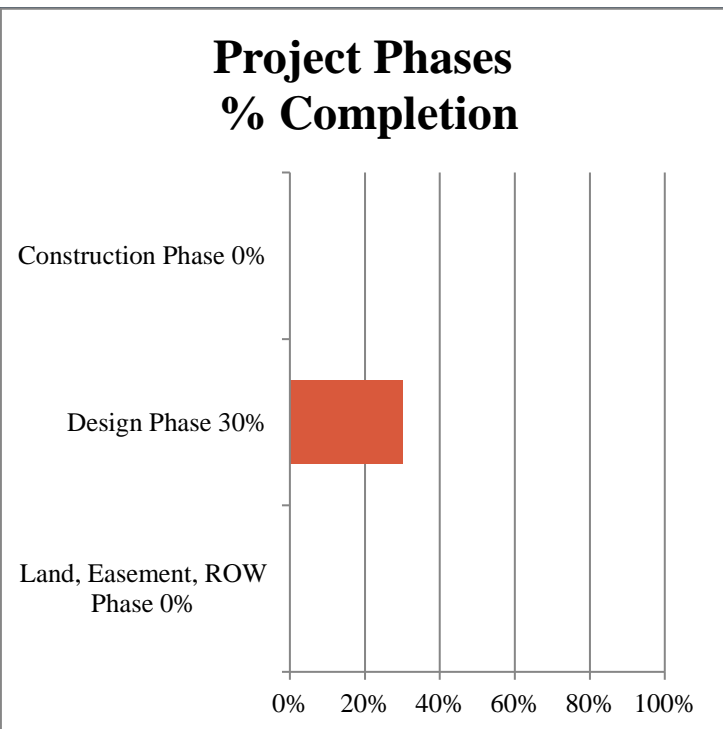 Project Phases
% Completion
Construction Phase 0%
Design Phase 30%
Land, Easement, ROW
Phase 0%
0% 20% 40% 60% 80% 100%